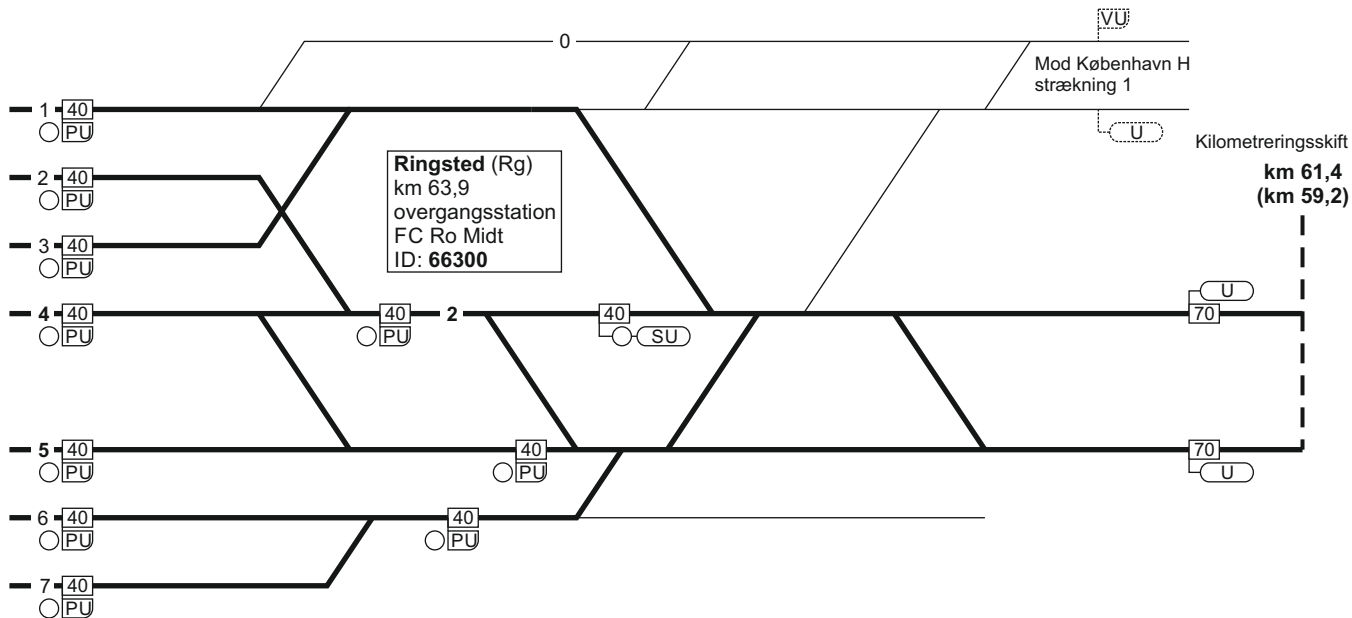 0
VU
Mod København H
strækning 1
1 40
PU
U
Kilometreringsskift
km 61,4
(km 59,2)
Ringsted (Rg)
km 63,9
overgangsstation
FC Ro Midt
ID: 66300
2 40
PU
3 40
PU
U
4 40 40 2 40 70
PU PU SU
5 40 40 70
PU PU U
6 40 40
PU PU
7 40
PU